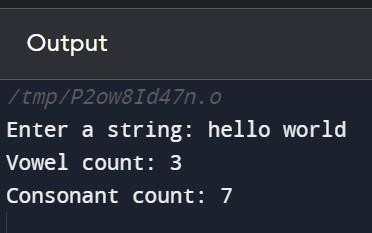 Output
/tmp/P2ow8Id47n.o
Enter a string: hello world
Vowel count: 3
Consonant count: 7